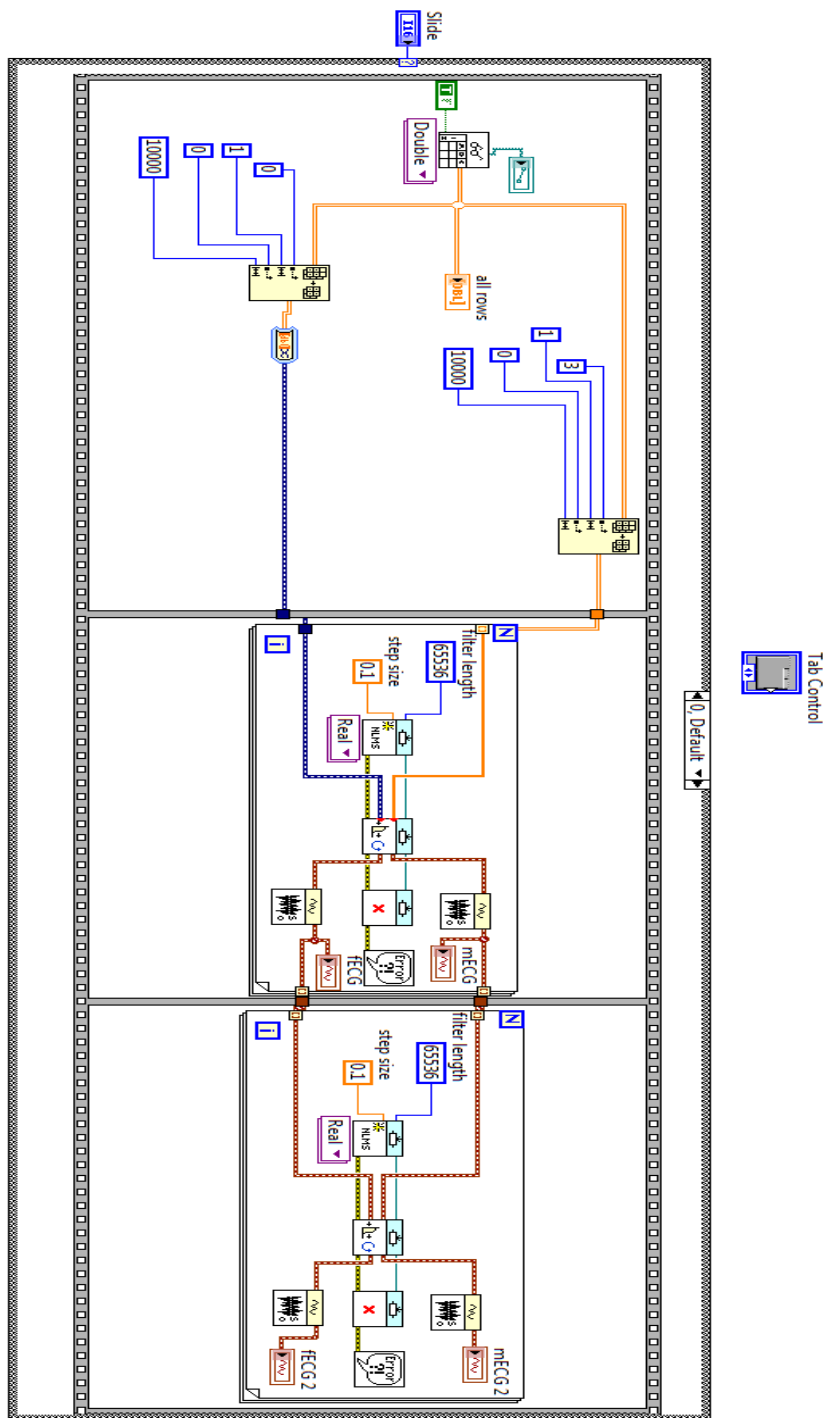 Tab Control
0, Default
Slide
I16
?
3
1
0
10000
all rows
DBL]
T
Double
0
1
0
10000
N
filter length
65536
mECG
step size
0.1
NLMS
Real
Error
?!
fECG
i
N
filter length
65536
mECG 2
step size
0.1
NLMS
Real
Error
?!
fECG 2
i